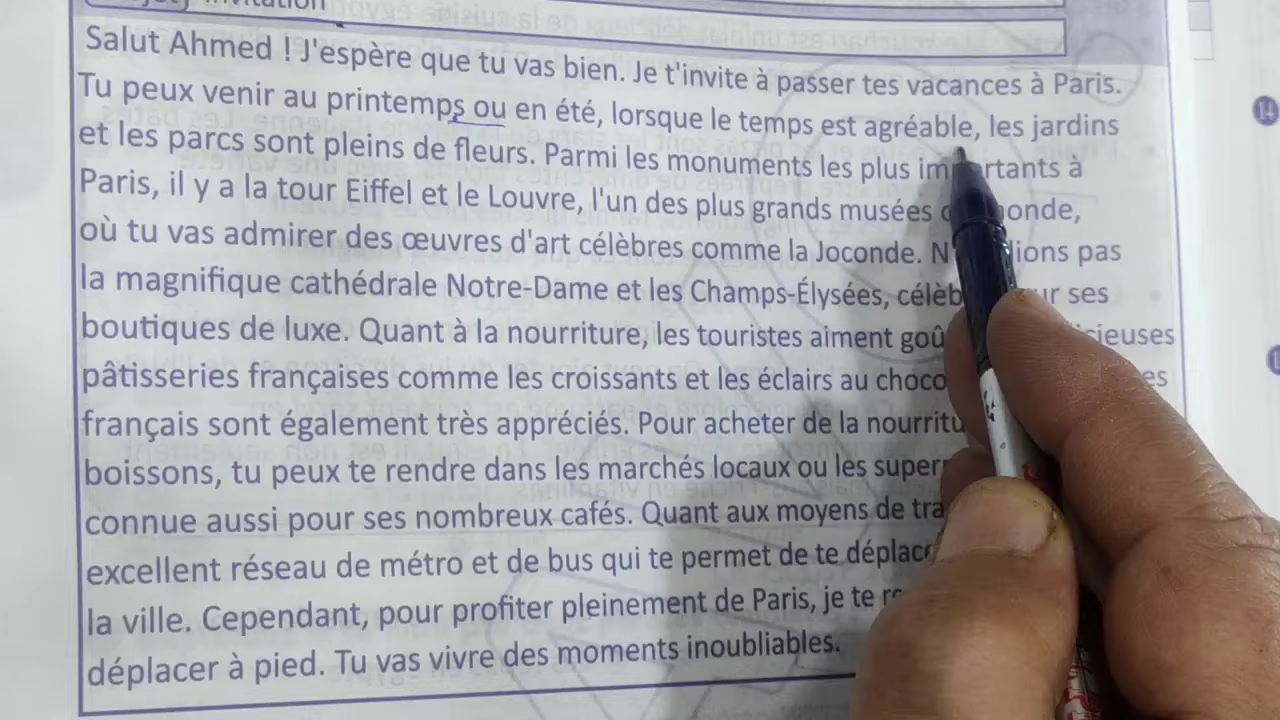 Invitation
Salut Ahmed ! J'espère que tu vas bien. Je t'invite à passer tes vacances à Paris.
Tu peux venir au printemps ou en été, lorsque le temps est agréable, les jardins
et les parcs sont pleins de fleurs. Parmi les monuments les plus importants à
Paris, il y a la tour Eiffel et le Louvre, l'un des plus grands musées monde,
où tu vas admirer des œuvres d'art célèbres comme la Joconde. pas
la magnifique cathédrale Notre-Dame et les Champs-Élysées, ses
boutiques de luxe. Quant à la nourriture, les touristes aiment
pâtisseries françaises comme les croissants et les éclairs au
français sont également très appréciés. Pour acheter de la
boissons, tu peux te rendre dans les marchés locaux ou les
connue aussi pour ses nombreux cafés. Quant aux moyens de
excellent réseau de métro et de bus qui te permet de te
la ville. Cependant, pour profiter pleinement de Paris, je te
déplacer à pied. Tu vas vivre des moments inoubliables.
14